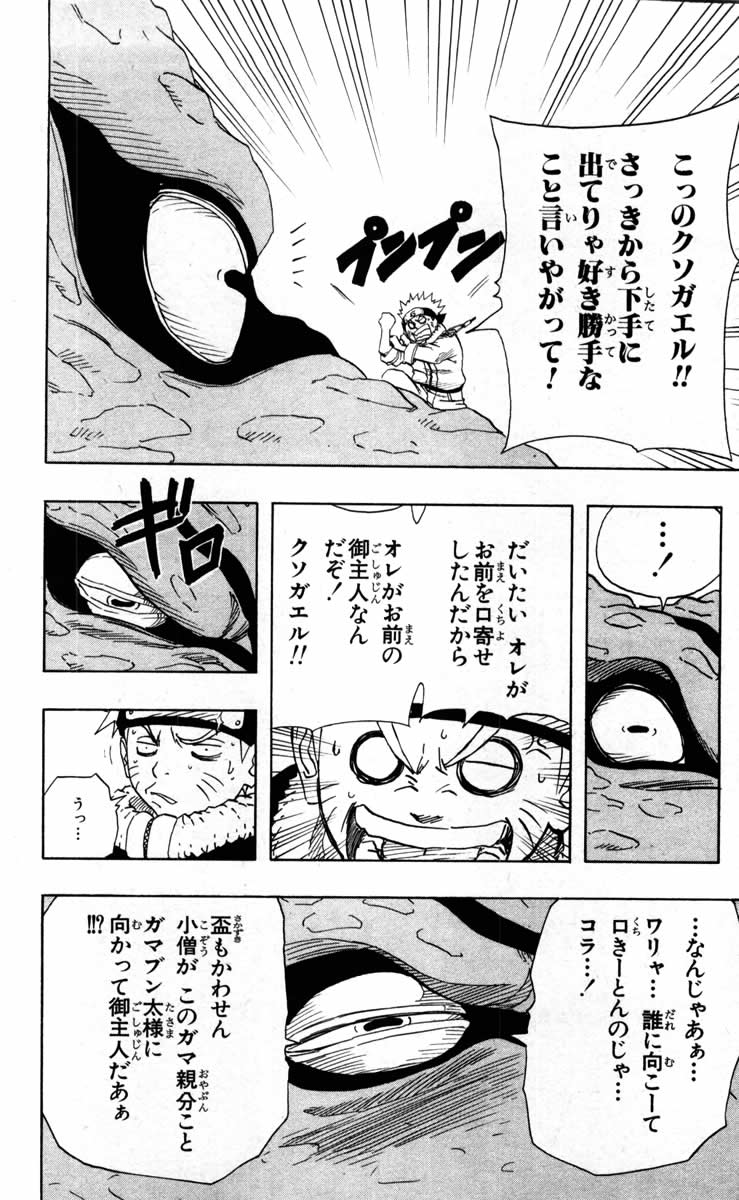 こっのクソガエル!!
さっきから下手に
出てりゃ好き勝手な
こと言いやがって!
プンプン
…!
だいたい オレが
お前を口寄せ
したんだから
オレがお前の
御主人なん
だぞ!
クソガエル!!
ギロ
うっ…
…なんじゃあぁ…
ワリャ… 誰に向こーて
口きーとんのじゃ…
コラ…!
盃もかわせん
小僧が このガマ親分こと
ガマブン太様に
向かって御主人だあぁ
!!?